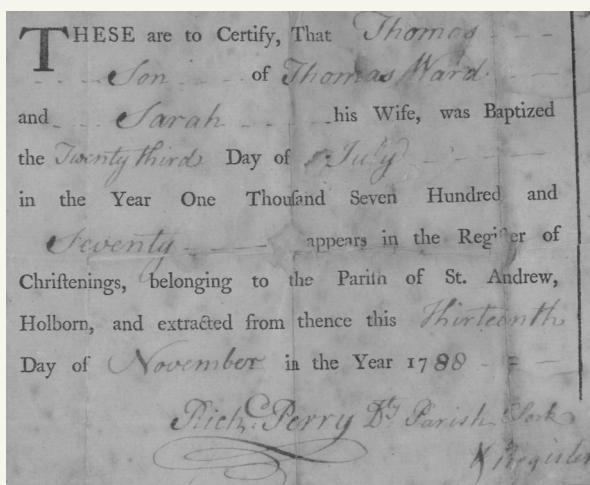 THESE are to Certify, That Thomas
Son of Thomas Ward
and Sarah his Wife, was Baptized
the Twenty third Day of July
in the Year One Thouſand Seven Hundred and
Seventy appears in the Regiſter of
Chriſtenings, belonging to the Pariſh of St. Andrew,
Holborn, and extracted from thence this Thirteenth
Day of November in the Year 1788
Richd. Perry Dy Parish Clerk
& Register